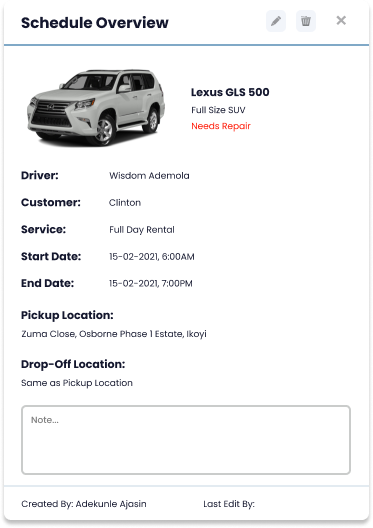 Schedule Overview
Lexus GLS 500
Full Size SUV
Needs Repair
Driver: Wisdom Ademola
Customer: Clinton
Service: Full Day Rental
Start Date: 15-02-2021, 6:00AM
End Date: 15-02-2021, 7:00PM
Pickup Location:
Zuma Close, Osborne Phase 1 Estate, Ikoyi
Drop-Off Location:
Same as Pickup Location
Note...
Created By: Adekunle Ajasin Last Edit By: